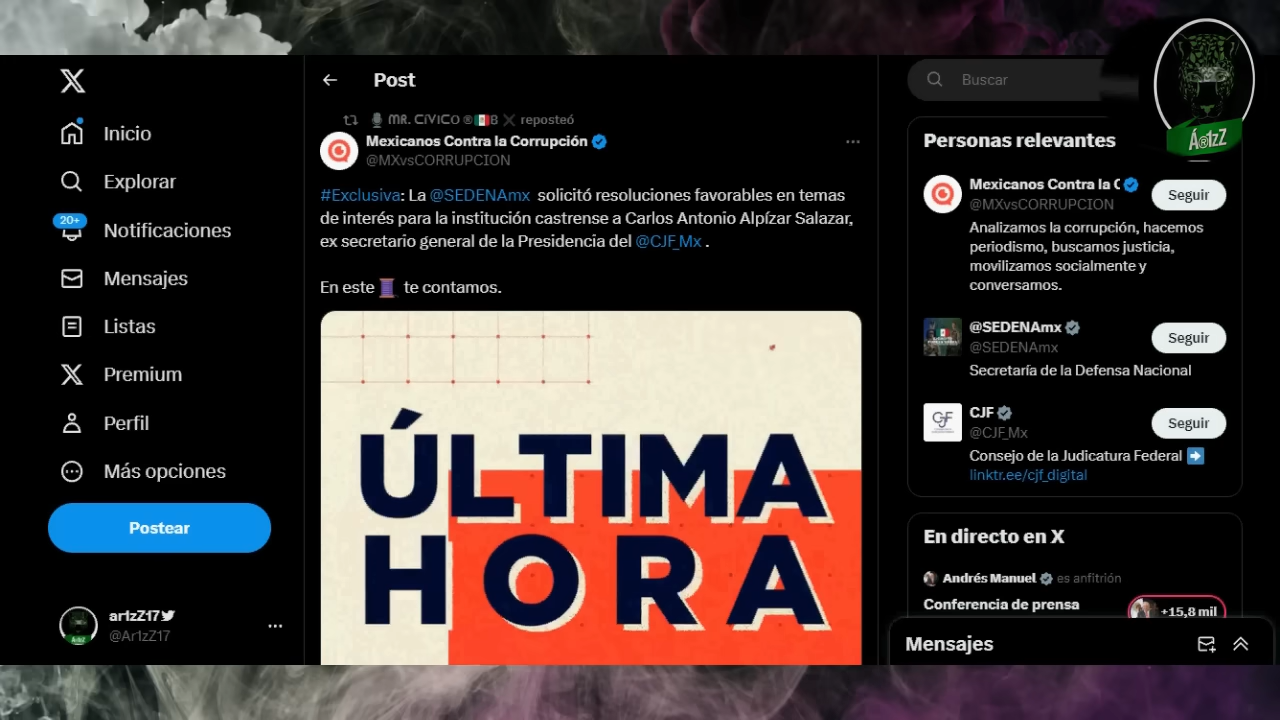 Inicio
Explorar
20+
Notificaciones
Mensajes
Listas
Premium
Perfil
Más opciones
Postear
ar1zZ17
@Ar1zZ17
Post
MR. CíVICO ® B reposteó
Mexicanos Contra la Corrupción
@MXvsCORRUPCION
#Exclusiva: La @SEDENAmx solicitó resoluciones favorables en temas
de interés para la institución castrense a Carlos Antonio Alpízar Salazar,
ex secretario general de la Presidencia del @CJF_Mx .
En este 🧵 te contamos.
ÚLTIMA
HORA
Buscar
Personas relevantes
Mexicanos Contra la C
@MXvsCORRUPCION
Seguir
Analizamos la corrupción, hacemos
periodismo, buscamos justicia,
movilizamos socialmente y
conversamos.
@SEDENAmx
@SEDENAmx
Seguir
Secretaría de la Defensa Nacional
CJF
CJF
@CJF_Mx
Seguir
Consejo de la Judicatura Federal ➡️
linktr.ee/cjf_digital
En directo en X
Andrés Manuel es anfitrión
Conferencia de prensa
+15,8 mil
Mensajes
Á®1zZ